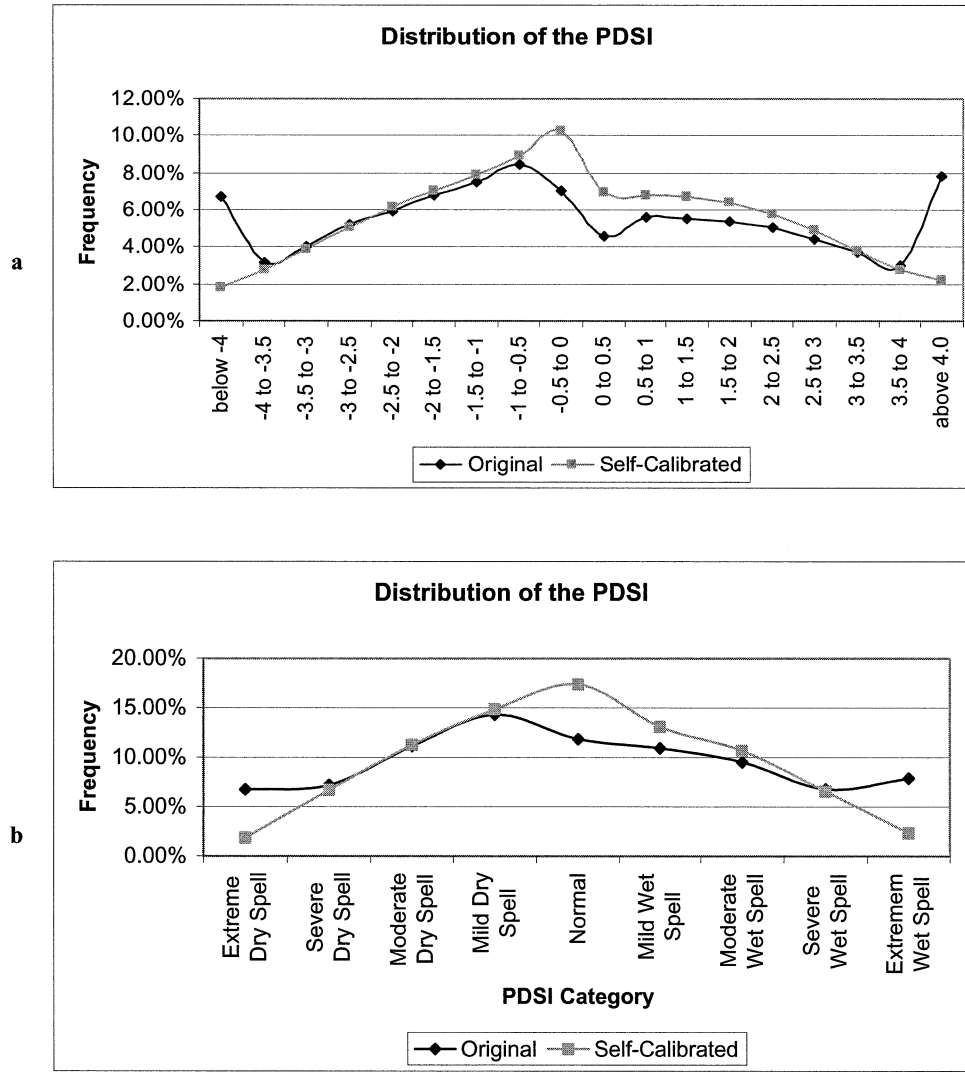 Distribution of the PDSI
12.00%
10.00%
8.00%
6.00%
4.00%
2.00%
0.00%
Frequency
a
below -4
-4 to -3.5
-3.5 to -3
-3 to -2.5
-2.5 to -2
-2 to -1.5
-1.5 to -1
-1 to -0.5
-0.5 to 0
0 to 0.5
0.5 to 1
1 to 1.5
1.5 to 2
2 to 2.5
2.5 to 3
3 to 3.5
3.5 to 4
above 4.0
Original Self-Calibrated
Distribution of the PDSI
20.00%
15.00%
10.00%
5.00%
0.00%
Frequency
b
Extreme
Dry Spell
Severe
Dry Spell
Moderate
Dry Spell
Mild Dry
Spell
Normal
Mild Wet
Spell
Moderate
Wet Spell
Severe
Wet Spell
Extremem
Wet Spell
PDSI Category
Original Self-Calibrated